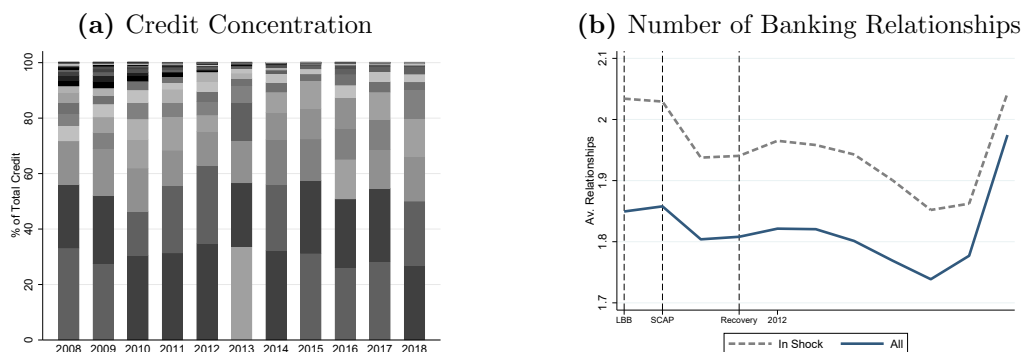 (a) Credit Concentration
% of Total Credit
100
80
60
40
20
0
2008 2009 2010 2011 2012 2013 2014 2015 2016 2017 2018
(b) Number of Banking Relationships
Av. Relationships
2.1
2
1.9
1.8
1.7
LBB SCAP Recovery 2012
In Shock All